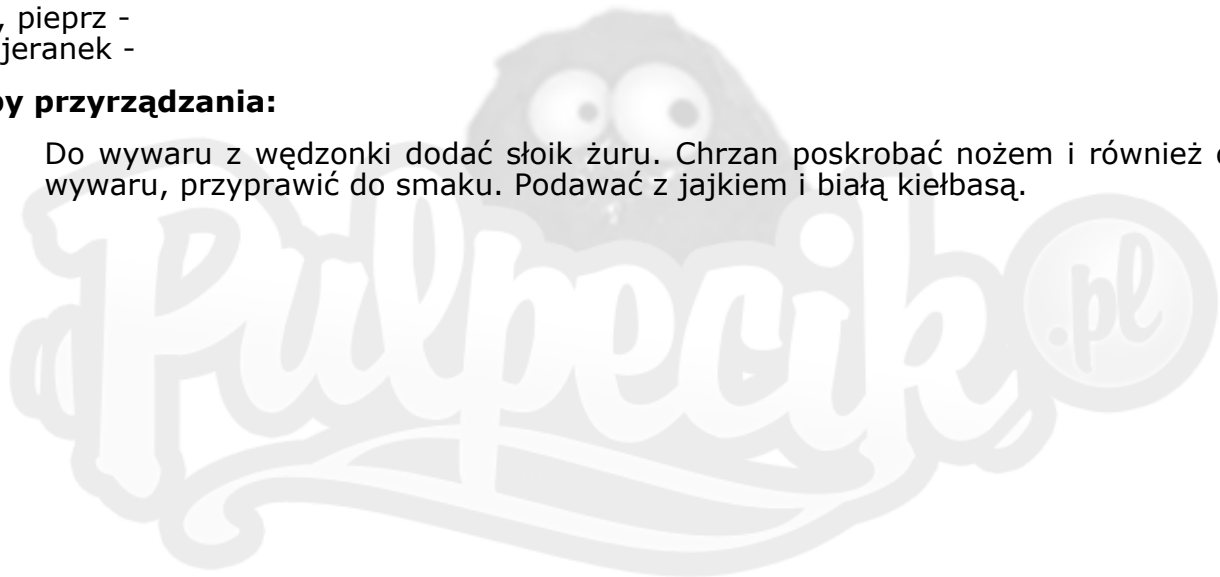 , pieprz -
jeranek -
by przyrządzania:
Do wywaru z wędzonki dodać słoik żuru. Chrzan poskrobać nożem i również
wywaru, przyprawić do smaku. Podawać z jajkiem i białą kiełbasą.
Pulpecik.pl